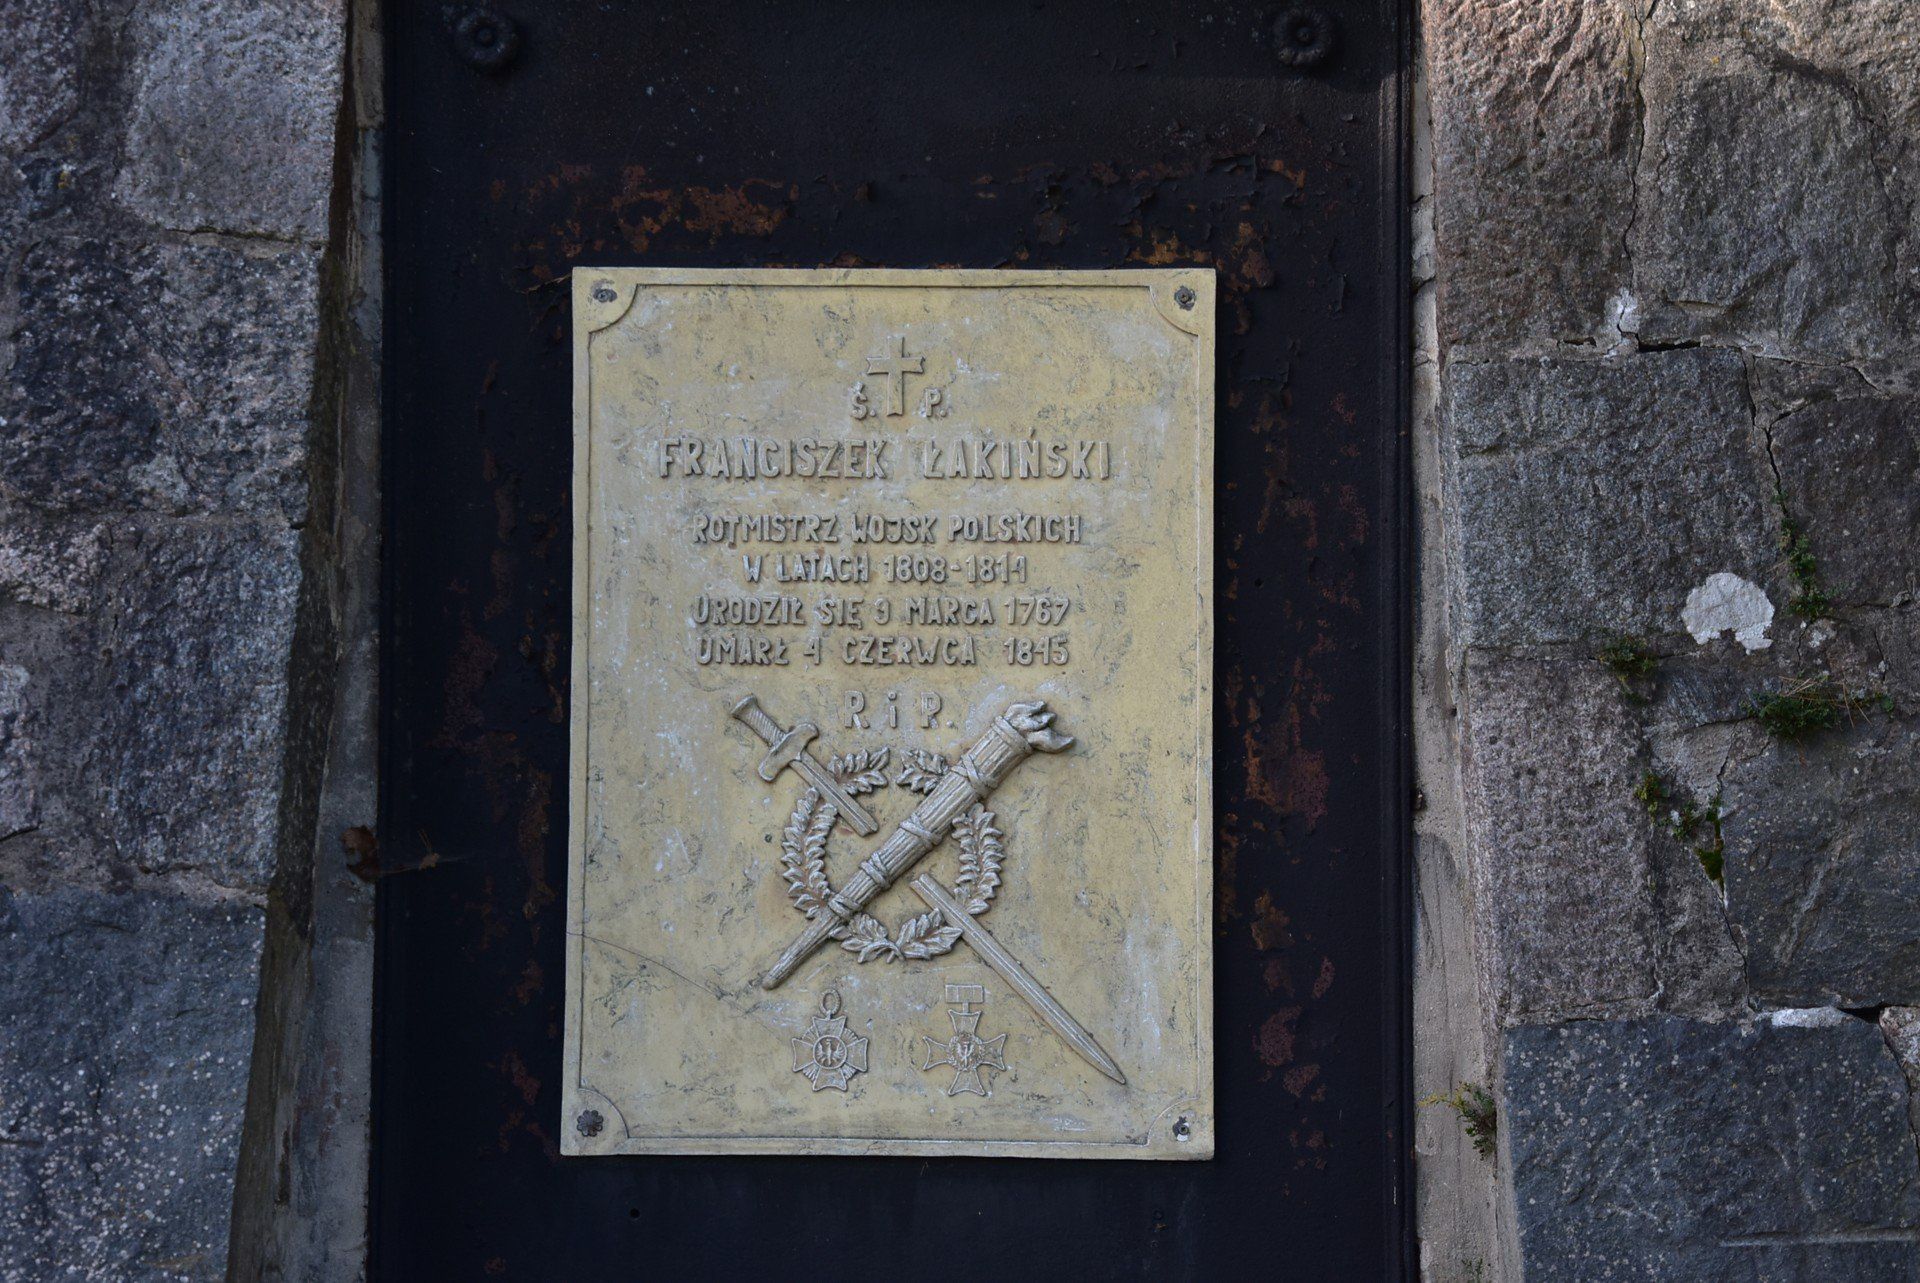 Ś. P.
FRANCISZEK ŁAKIŃSKI
ROTMISTRZ WOJSK POLSKICH
W LATACH 1808-1814
URODZIŁ SIĘ 9 MARCA 1767
UMARŁ 4 CZERWCA 1845
R. i P.